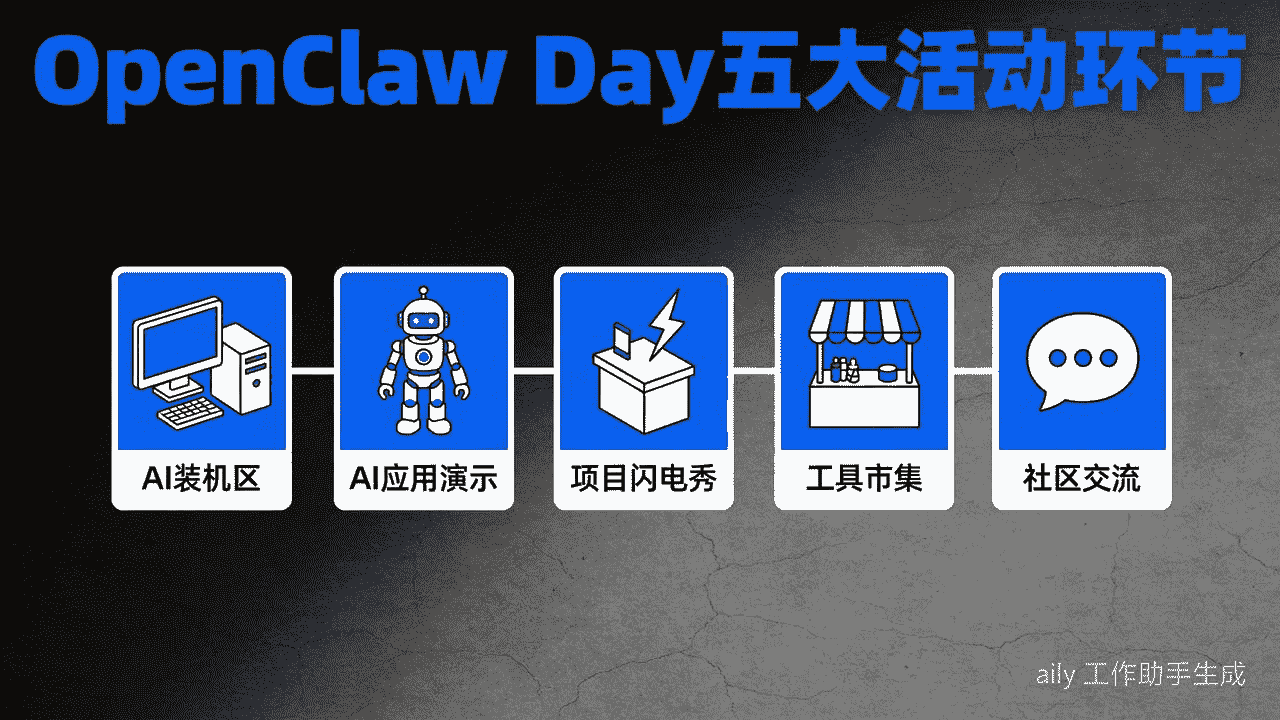 OpenClaw Day五大活动环节
AI装机区
AI应用演示
项目闪电秀
工具市集
社区交流
aily 工作助手生成